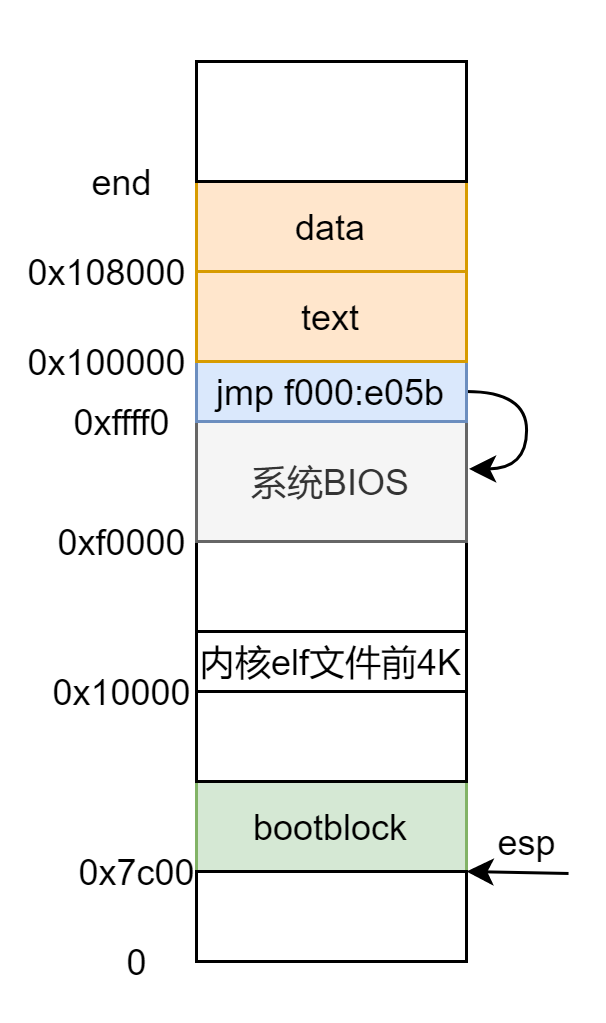 end
data
0x108000
text
0x100000
jmp f000:e05b
0xffff0
系统BIOS
0xf0000
内核elf文件前4K
0x10000
bootblock
esp
0x7c00
0